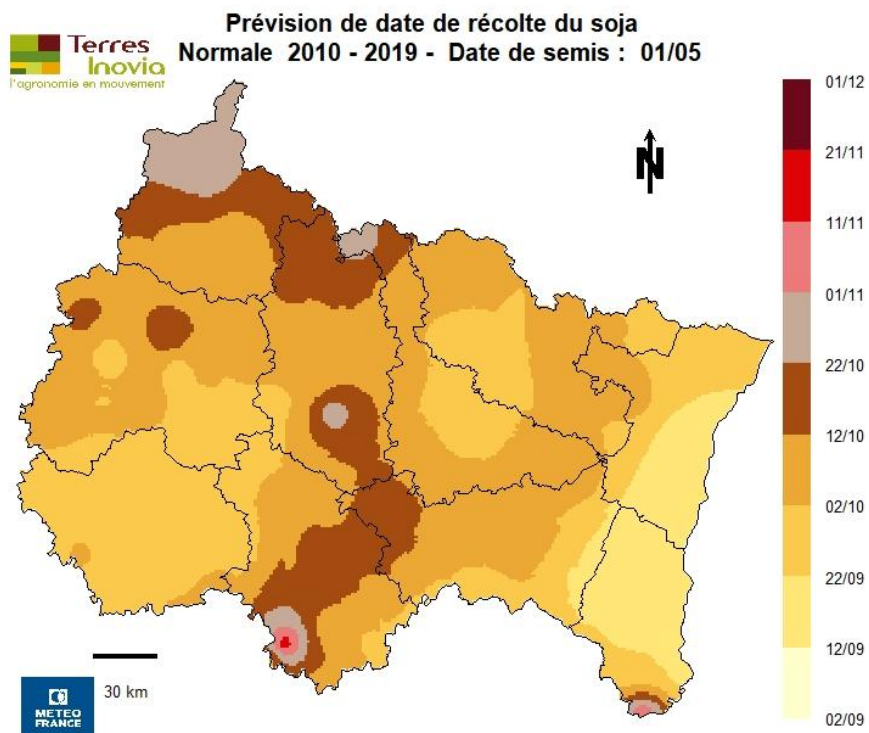 Prévision de date de récolte du soja
Normale 2010 - 2019 - Date de semis : 01/05
Terres
Inovia
l'agronomie en mouvement
N
01/12
21/11
11/11
01/11
22/10
12/10
02/10
22/09
12/09
02/09
30 km
METEO
FRANCE